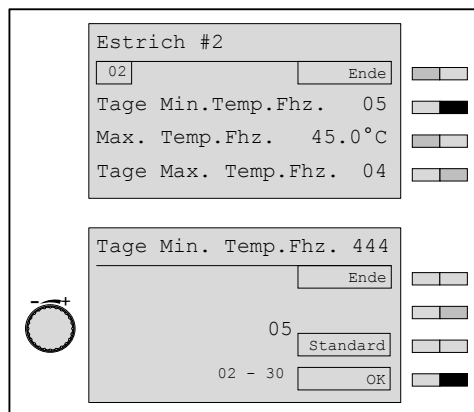 Estrich #2
02 Ende
Tage Min.Temp.Fhz. 05
Max. Temp.Fhz. 45.0°C
Tage Max. Temp.Fhz. 04
Tage Min. Temp.Fhz. 444
Ende
- +
05
Standard
02 - 30 OK